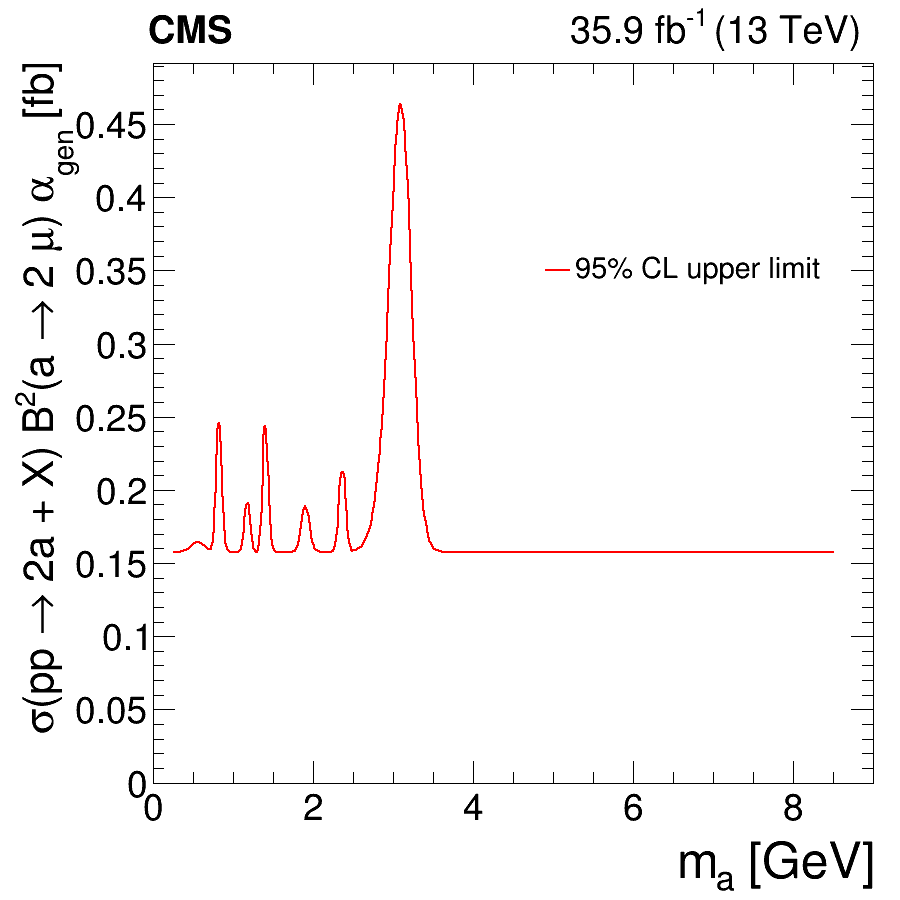 CMS 35.9 fb⁻¹ (13 TeV)
σ(pp → 2a + X) B²(a → 2 μ) α_gen [fb]
0.45
0.4
0.35
0.3
0.25
0.2
0.15
0.1
0.05
0
95% CL upper limit
0 2 4 6 8
m_a [GeV]